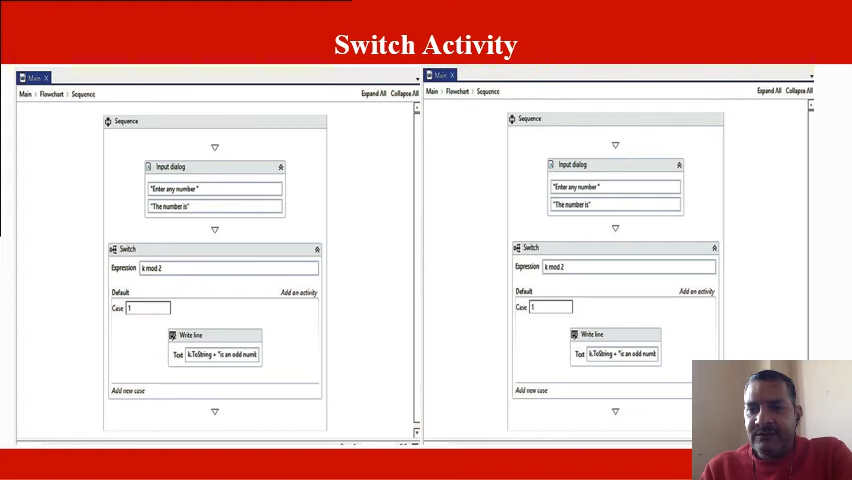 Switch Activity
Main X
Main > Flowchart > Sequence
Expand All Collapse All
Sequence
Input dialog
"Enter any number "
"The number is"
Switch
Expression k mod 2
Default Add an activity
Case 1
Write line
Text k.ToString + "is an odd numb
Add new case
Main X
Main > Flowchart > Sequence
Expand All Collapse All
Sequence
Input dialog
"Enter any number "
"The number is"
Switch
Expression k mod 2
Default Add an activity
Case 1
Write line
Text k.ToString + "is an odd numb
Add new case